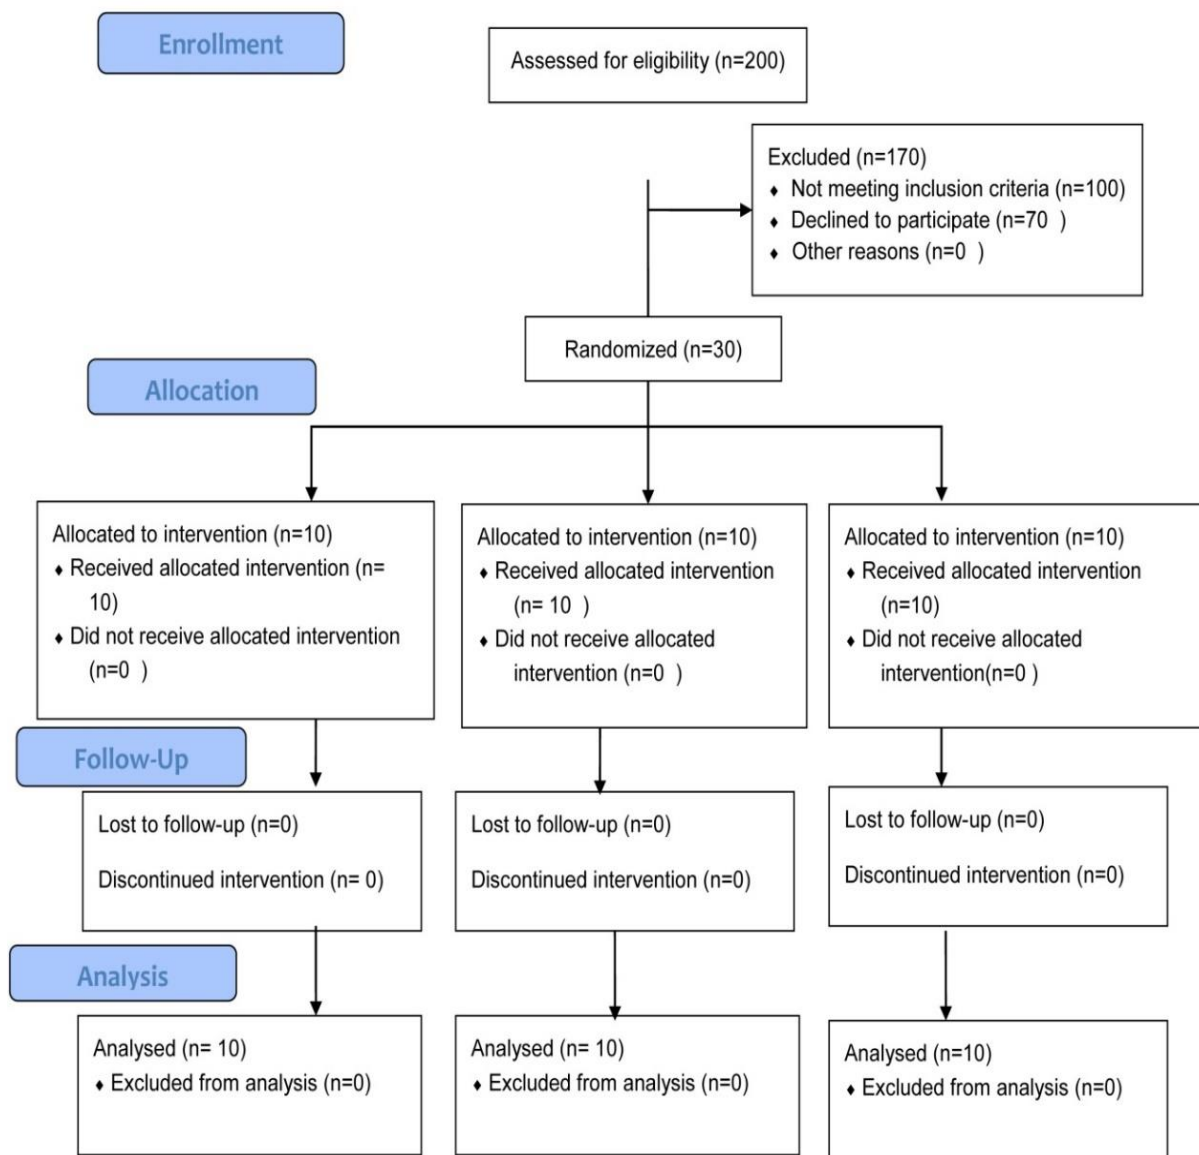 Enrollment
Assessed for eligibility (n=200)
Excluded (n=170)
♦ Not meeting inclusion criteria (n=100)
♦ Declined to participate (n=70 )
♦ Other reasons (n=0 )
Randomized (n=30)
Allocation
Allocated to intervention (n=10)
♦ Received allocated intervention (n=
10)
♦ Did not receive allocated intervention
(n=0 )
Allocated to intervention (n=10)
♦ Received allocated intervention
(n= 10 )
♦ Did not receive allocated
intervention (n=0 )
Allocated to intervention (n=10)
♦ Received allocated intervention
(n=10)
♦ Did not receive allocated
intervention(n=0 )
Follow-Up
Lost to follow-up (n=0)
Discontinued intervention (n= 0)
Lost to follow-up (n=0)
Discontinued intervention (n=0)
Lost to follow-up (n=0)
Discontinued intervention (n=0)
Analysis
Analysed (n= 10)
♦ Excluded from analysis (n=0)
Analysed (n= 10)
♦ Excluded from analysis (n=0)
Analysed (n=10)
♦ Excluded from analysis (n=0)